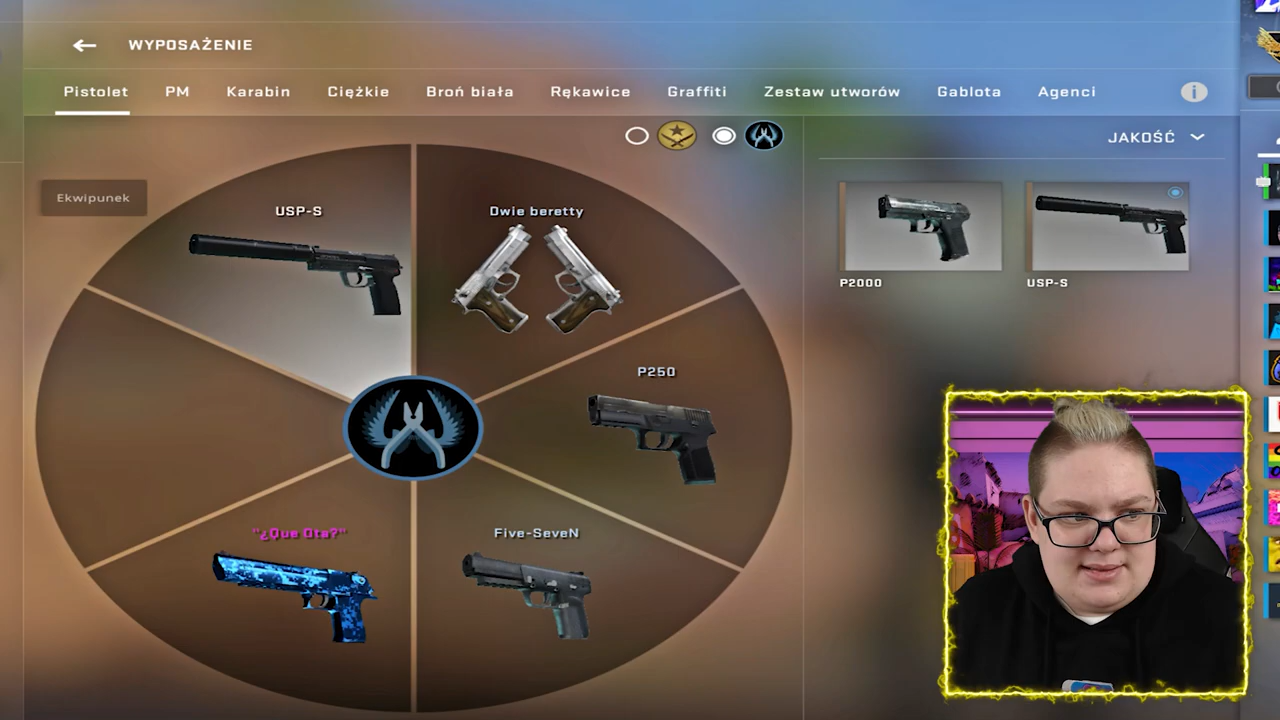 WYPOSAŻENIE
Pistolet PM Karabin Ciężkie Broń biała Rękawice Graffiti Zestaw utworów Gablota Agenci
JAKOŚĆ
Ekwipunek
USP-S
Dwie beretty
P250
"¿Que Ota?"
Five-SeveN
P2000
USP-S